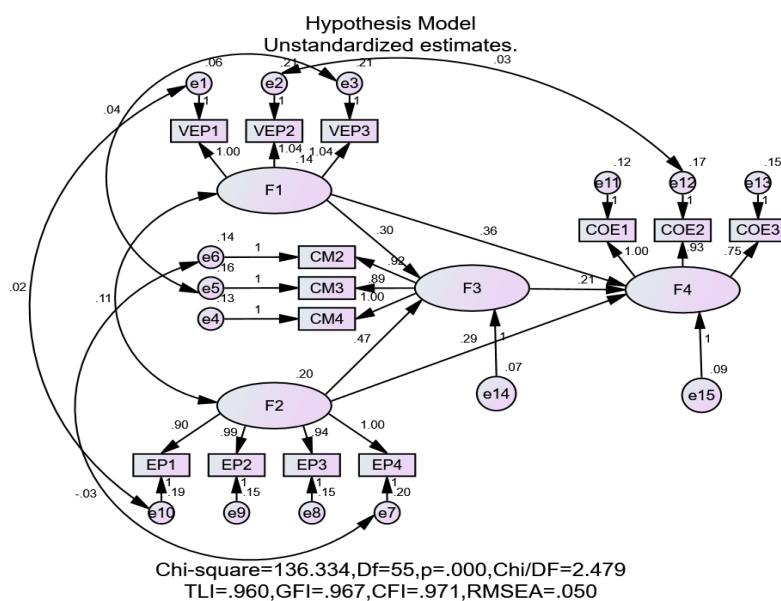 Hypothesis Model
Unstandardized estimates.
.06 .21 .21 .03
e1 e2 e3
.04 1 1 1
VEP1 VEP2 VEP3
1.00 1.04 1.04
.14
F1
.12 .17 .15
e11 e12 e13
1 1 1
COE1 COE2 COE3
1.00 .93 .75
.30 .36
.14
e6 1 CM2 .92
.16
e5 1 CM3 .89 F3 .21 F4
.13
e4 1 CM4 1.00
.02 .11
.47 .29 1 1
.07 .09
e14 e15
.20
F2
.90 .99 .94 1.00
EP1 EP2 EP3 EP4
1 1 1 1
-.03 .19 .15 .15 .20
e10 e9 e8 e7
Chi-square=136.334,Df=55,p=.000,Chi/DF=2.479
TLI=.960,GFI=.967,CFI=.971,RMSEA=.050